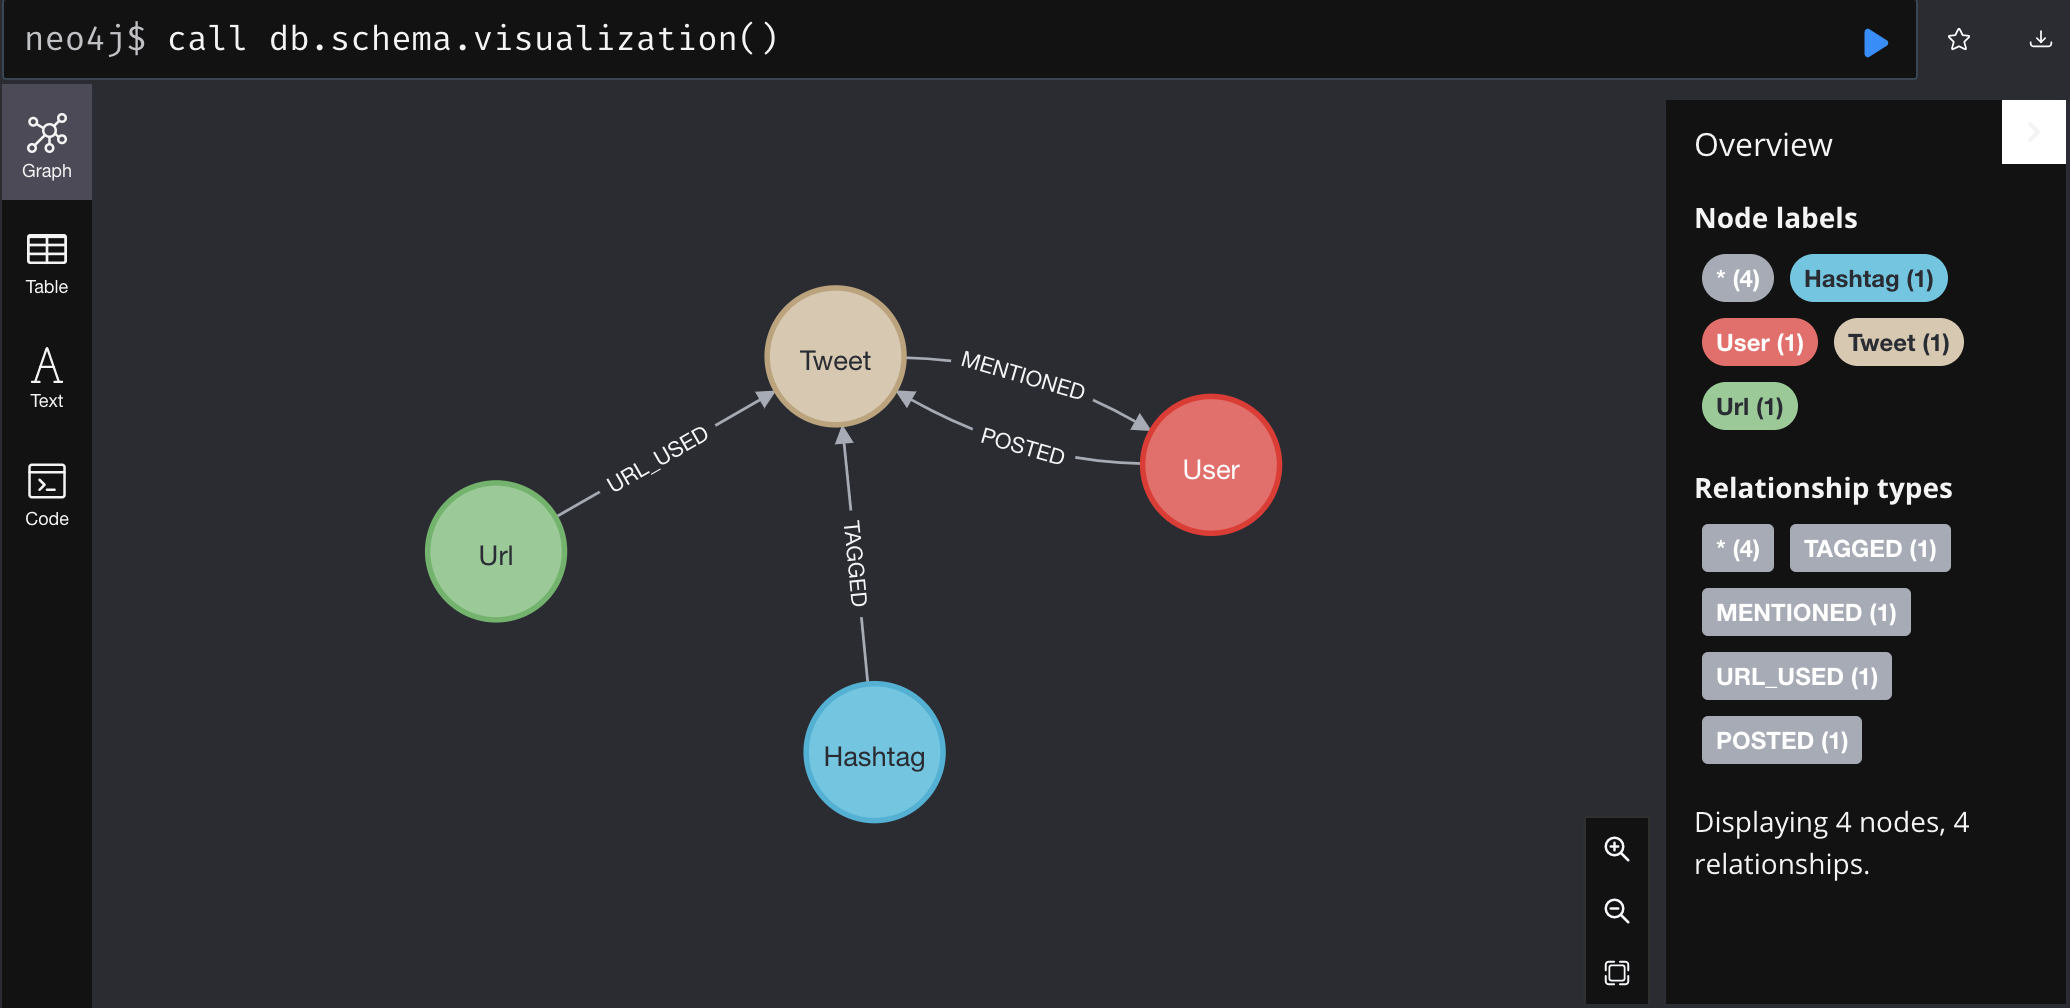 neo4j$ call db.schema.visualization()
Graph
Table
Text
Code
Tweet
MENTIONED
POSTED
User
URL_USED
Url
TAGGED
Hashtag
Overview
Node labels
* (4) Hashtag (1)
User (1) Tweet (1)
Url (1)
Relationship types
* (4) TAGGED (1)
MENTIONED (1)
URL_USED (1)
POSTED (1)
Displaying 4 nodes, 4
relationships.